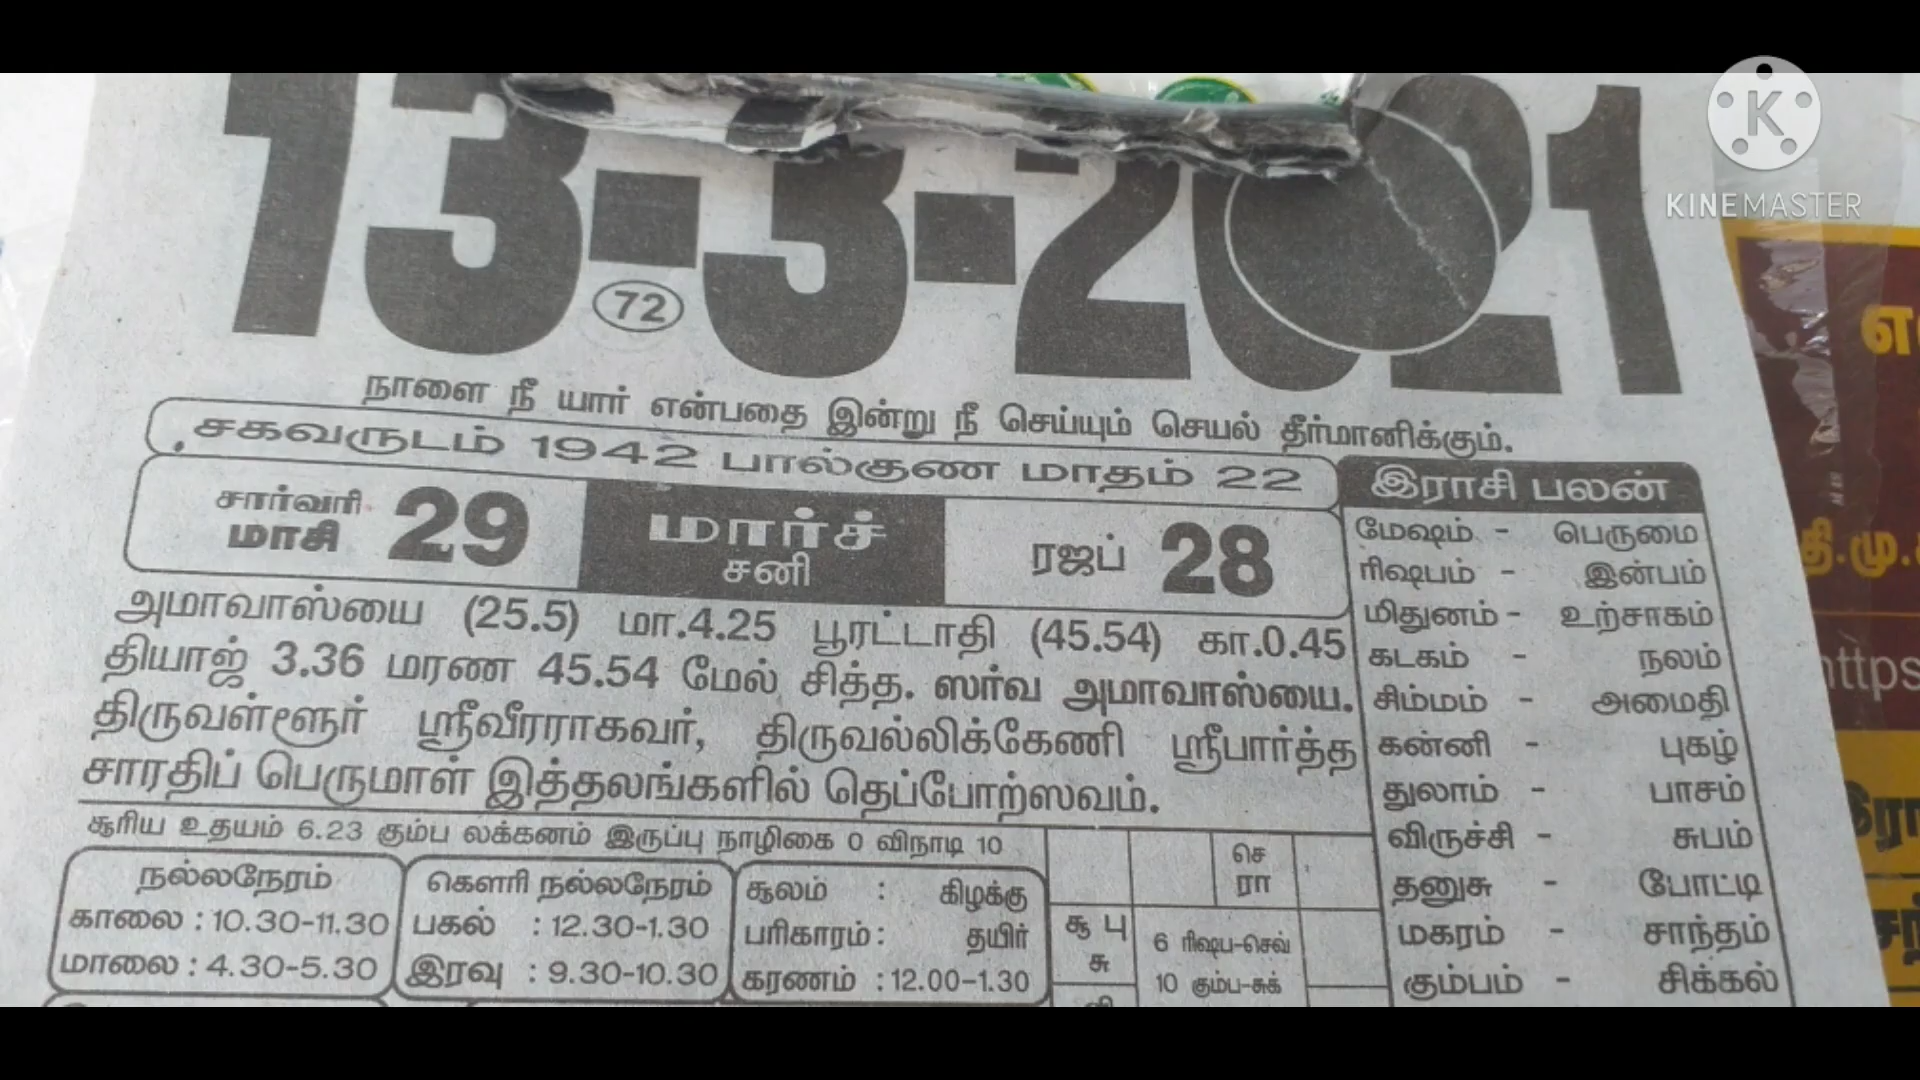 13-3-2021
KINEMASTER
72
நாளை நீ யார் என்பதை இன்று நீ செய்யும் செயல் தீர்மானிக்கும்.
சகவருடம் 1942 பால்குண மாதம் 22
சார்வரி
மாசி 29
மார்ச்
சனி
ரஜப் 28
அமாவாஸ்யை (25.5) மா.4.25 பூரட்டாதி (45.54) கா.0.45
தியாஜ் 3.36 மரண 45.54 மேல் சித்த. ஸர்வ அமாவாஸ்யை.
திருவள்ளூர் ஸ்ரீவீரராகவர், திருவல்லிக்கேணி ஸ்ரீபார்த்த
சாரதிப் பெருமாள் இத்தலங்களில் தெப்போற்ஸவம்.
சூரிய உதயம் 6.23 கும்ப லக்கனம் இருப்பு நாழிகை 0 விநாடி 10
நல்லநேரம்
காலை : 10.30-11.30
மாலை : 4.30-5.30
கௌரி நல்லநேரம்
பகல் : 12.30-1.30
இரவு : 9.30-10.30
சூலம் : கிழக்கு
பரிகாரம் : தயிர்
கரணம் : 12.00-1.30
செ
ரா
சூ பு
சு
6 ரிஷப-செவ்
10 கும்ப-சுக்
இராசி பலன்
மேஷம் - பெருமை
ரிஷபம் - இன்பம்
மிதுனம் - உற்சாகம்
கடகம் - நலம்
சிம்மம் - அமைதி
கன்னி - புகழ்
துலாம் - பாசம்
விருச்சி - சுபம்
தனுசு - போட்டி
மகரம் - சாந்தம்
கும்பம் - சிக்கல்
தி.மு.
https